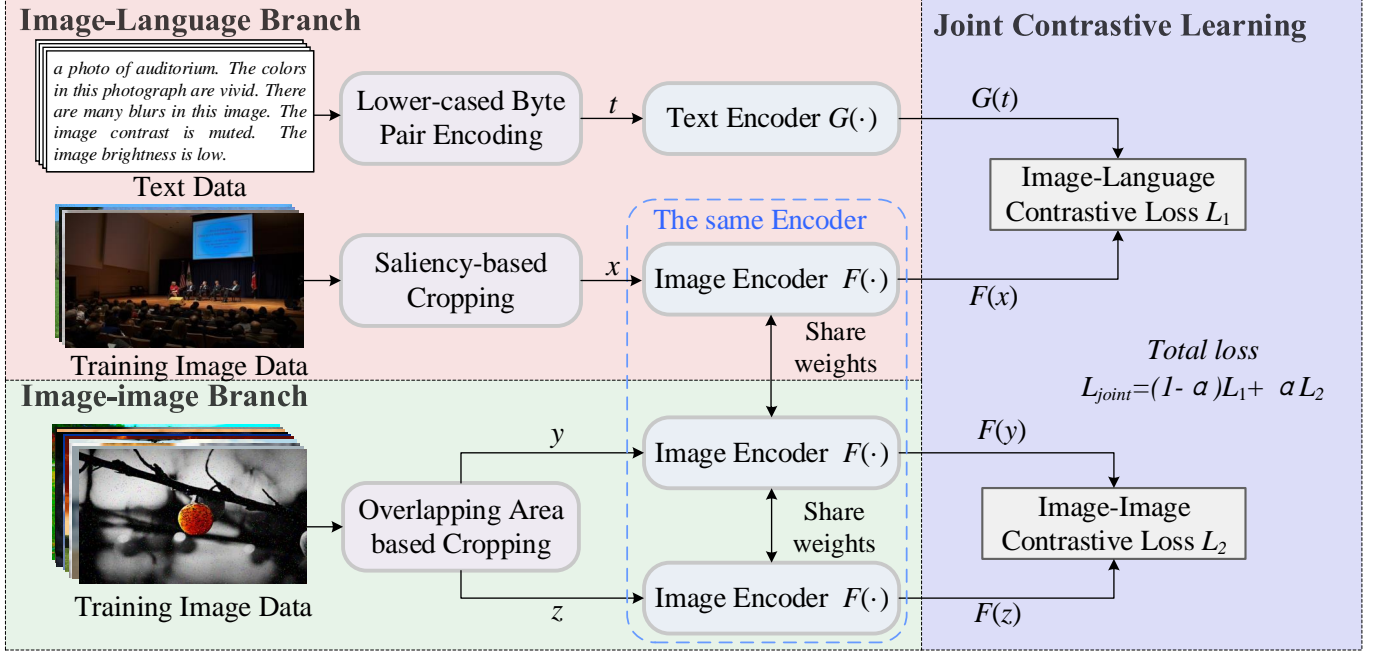 Image-Language Branch
a photo of auditorium. The colors
in this photograph are vivid. There
are many blurs in this image. The
image contrast is muted. The
image brightness is low.
Text Data
Lower-cased Byte
Pair Encoding
t
Text Encoder G(·)
Training Image Data
Saliency-based
Cropping
x
The same Encoder
Image Encoder F(·)
Share
weights
Image-image Branch
Training Image Data
Overlapping Area
based Cropping
y
z
Image Encoder F(·)
Share
weights
Image Encoder F(·)
Joint Contrastive Learning
G(t)
Image-Language
Contrastive Loss L₁
F(x)
Total loss
L_joint=(1- α)L₁+ αL₂
F(y)
Image-Image
Contrastive Loss L₂
F(z)